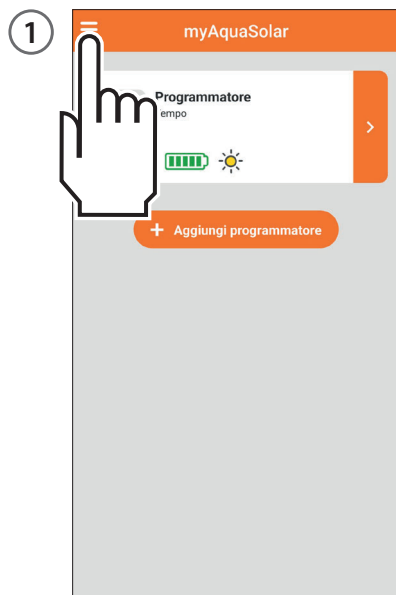 1
myAquaSolar
Programmatore
empo
+ Aggiungi programmatore